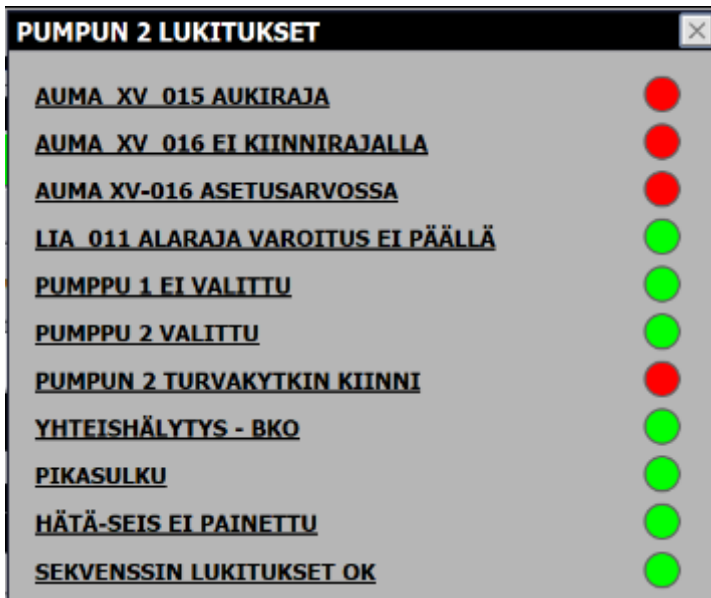 PUMPUN 2 LUKITUKSET
AUMA XV 015 AUKIRAJA
AUMA XV 016 EI KIINNIRAJALLA
AUMA XV-016 ASETUSARVOSSA
LIA 011 ALARAJA VAROITUS EI PÄÄLLÄ
PUMPPU 1 EI VALITTU
PUMPPU 2 VALITTU
PUMPUN 2 TURVAKYTKIN KIINNI
YHTEISHÄLYTYS - BKO
PIKASULKU
HÄTÄ-SEIS EI PAINETTU
SEKVENSSIN LUKITUKSET OK